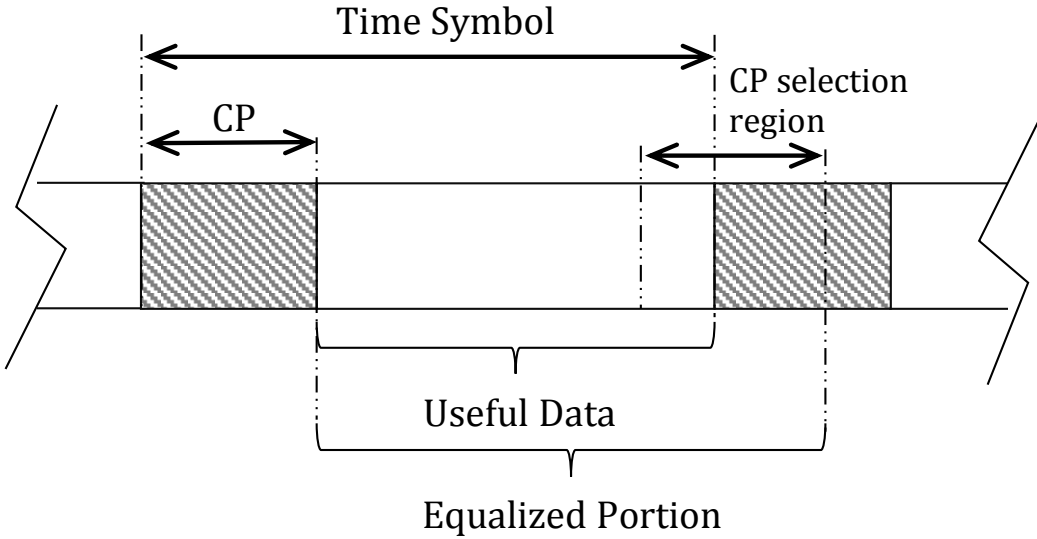 Time Symbol
CP selection
region
CP
Useful Data
Equalized Portion